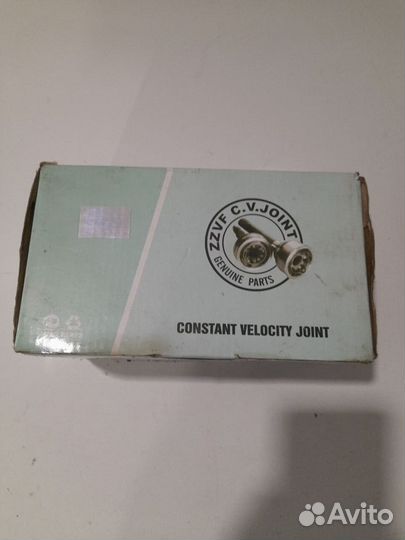 ZZVF C.V.JOINT
GENUINE PARTS
CONSTANT VELOCITY JOINT
Avito